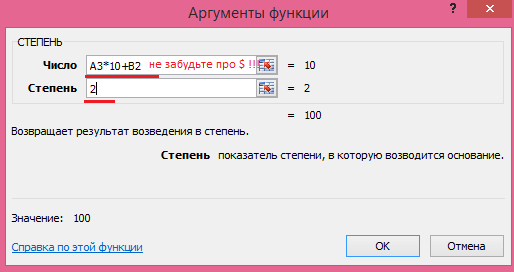 Аргументы функции
?
СТЕПЕНЬ
Число A3*10+B2 не забудьте про $ !!! = 10
Степень 2 = 2
= 100
Возвращает результат возведения в степень.
Степень показатель степени, в которую возводится основание.
Значение: 100
Справка по этой функции ОК Отмена